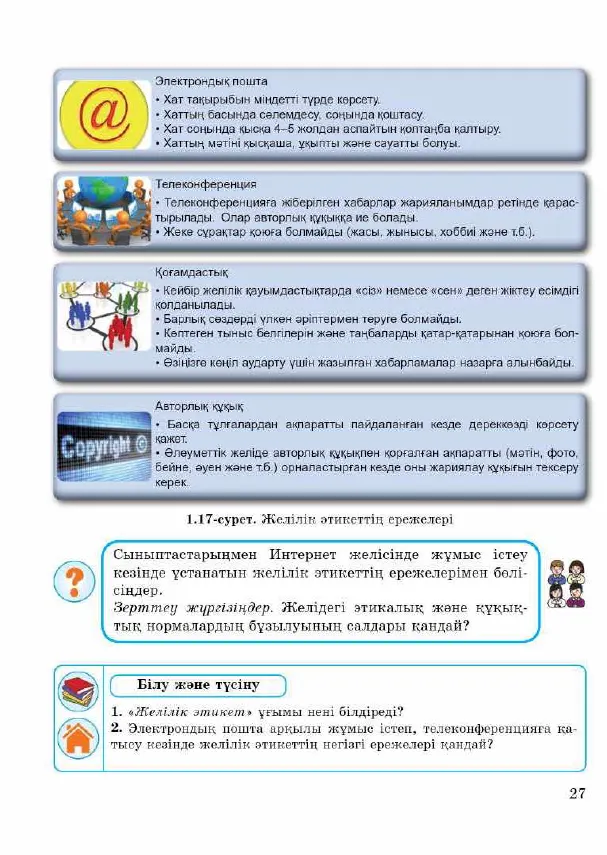 Электрондық пошта
• Хат тақырыбын міндетті түрде көрсету.
• Хаттың басында сәлемдесу, соңында қоштасу.
• Хат соңында қысқа 4–5 жолдан аспайтын қолтаңба қалтыру.
• Хаттың мәтіні қысқаша, ұқыпты және сауатты болуы.
Телеконференция
• Телеконференцияға жіберілген хабарлар жарияланымдар ретінде қарас-
тырылады. Олар авторлық құқыққа ие болады.
• Жеке сұрақтар қоюға болмайды (жасы, жынысы, хоббиі және т.б.).
Қоғамдастық
• Кейбір желілік қауымдастықтарда «сіз» немесе «сен» деген жіктеу есімдігі
қолданылады.
• Барлық сөздерді үлкен әріптермен теруге болмайды.
• Көптеген тыныс белгілерін және таңбаларды қатар-қатарынан қоюға бол-
майды.
• Өзіңізге көңіл аударту үшін жазылған хабарламалар назарға алынбайды.
Авторлық құқық
Copyright ©
• Басқа тұлғалардан ақпаратты пайдаланған кезде дереккөзді көрсету
қажет.
• Әлеуметтік желіде авторлық құқықпен қорғалған ақпаратты (мәтін, фото,
бейне, әуен және т.б.) орналастырған кезде оны жариялау құқығын тексеру
керек.
1.17-сурет. Желілік этикеттің ережелері
Сыныптастарыңмен Интернет желісінде жұмыс істеу
кезінде ұстанатын желілік этикеттің ережелерімен бөлі-
сіңдер.
Зерттеу жүргізіңдер. Желідегі этикалық және құқық-
тық нормалардың бұзылуының салдары қандай?
Білу және түсіну
1. «Желілік этикет» ұғымы нені білдіреді?
2. Электрондық пошта арқылы жұмыс істеп, телеконференцияға қа-
тысу кезінде желілік этикеттің негізгі ережелері қандай?
27